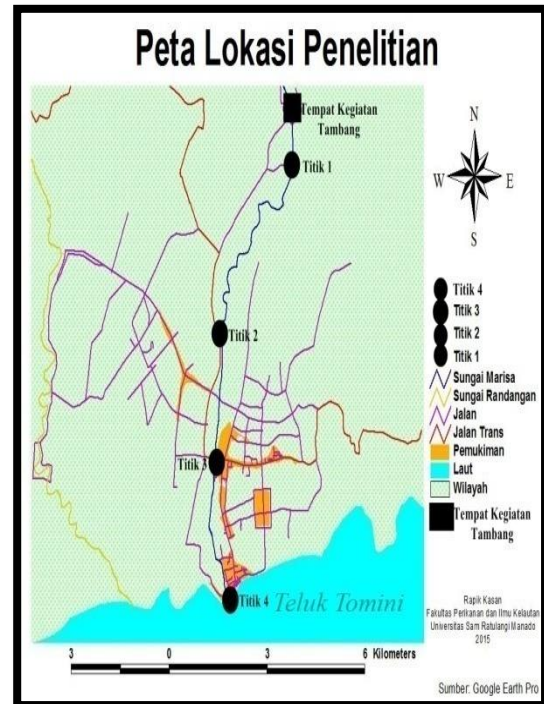 Peta Lokasi Penelitian
Tempat Kegiatan
Tambang
Titik 1
Titik 2
Titik 3
Titik 4
Teluk Tomini
N
W
E
S
Titik 4
Titik 3
Titik 2
Titik 1
Sungai Marisa
Sungai Randangan
Jalan
Jalan Trans
Pemukiman
Laut
Wilayah
Tempat Kegiatan
Tambang
3
0
3
6
Kilometers
Rapik Kasan
Fakultas Perikanan dan Ilmu Kelautan
Universitas Sam Ratulangi Manado
2015
Sumber: Google Earth Pro